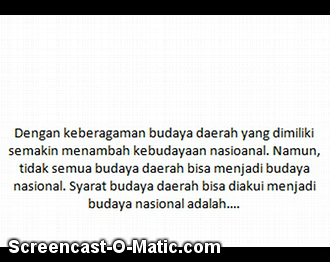 Dengan keberagaman budaya daerah yang dimiliki
semakin menambah kebudayaan nasioanal. Namun,
tidak semua budaya daerah bisa menjadi budaya
nasional. Syarat budaya daerah bisa diakui menjadi
budaya nasional adalah....
Screencast-O-Matic.com